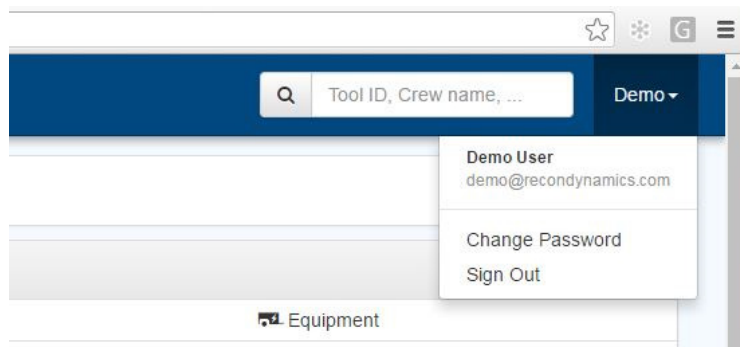 G
Tool ID, Crew name, ...
Demo
Demo User
demo@recondynamics.com
Change Password
Sign Out
Equipment